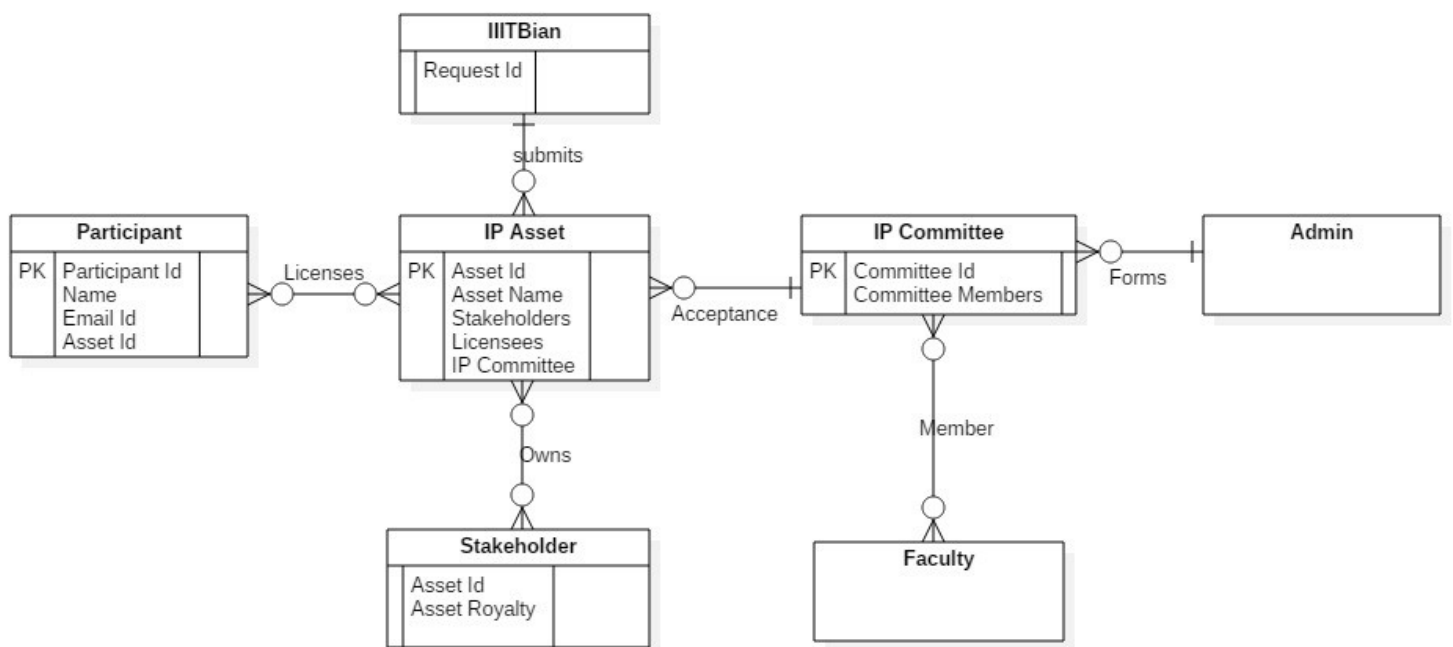 IIITBian
Request Id
submits
Participant
PK Participant Id
Name
Email Id
Asset Id
Licenses
IP Asset
PK Asset Id
Asset Name
Stakeholders
Licensees
IP Committee
Acceptance
IP Committee
PK Committee Id
Committee Members
Forms
Admin
Owns
Member
Stakeholder
Asset Id
Asset Royalty
Faculty